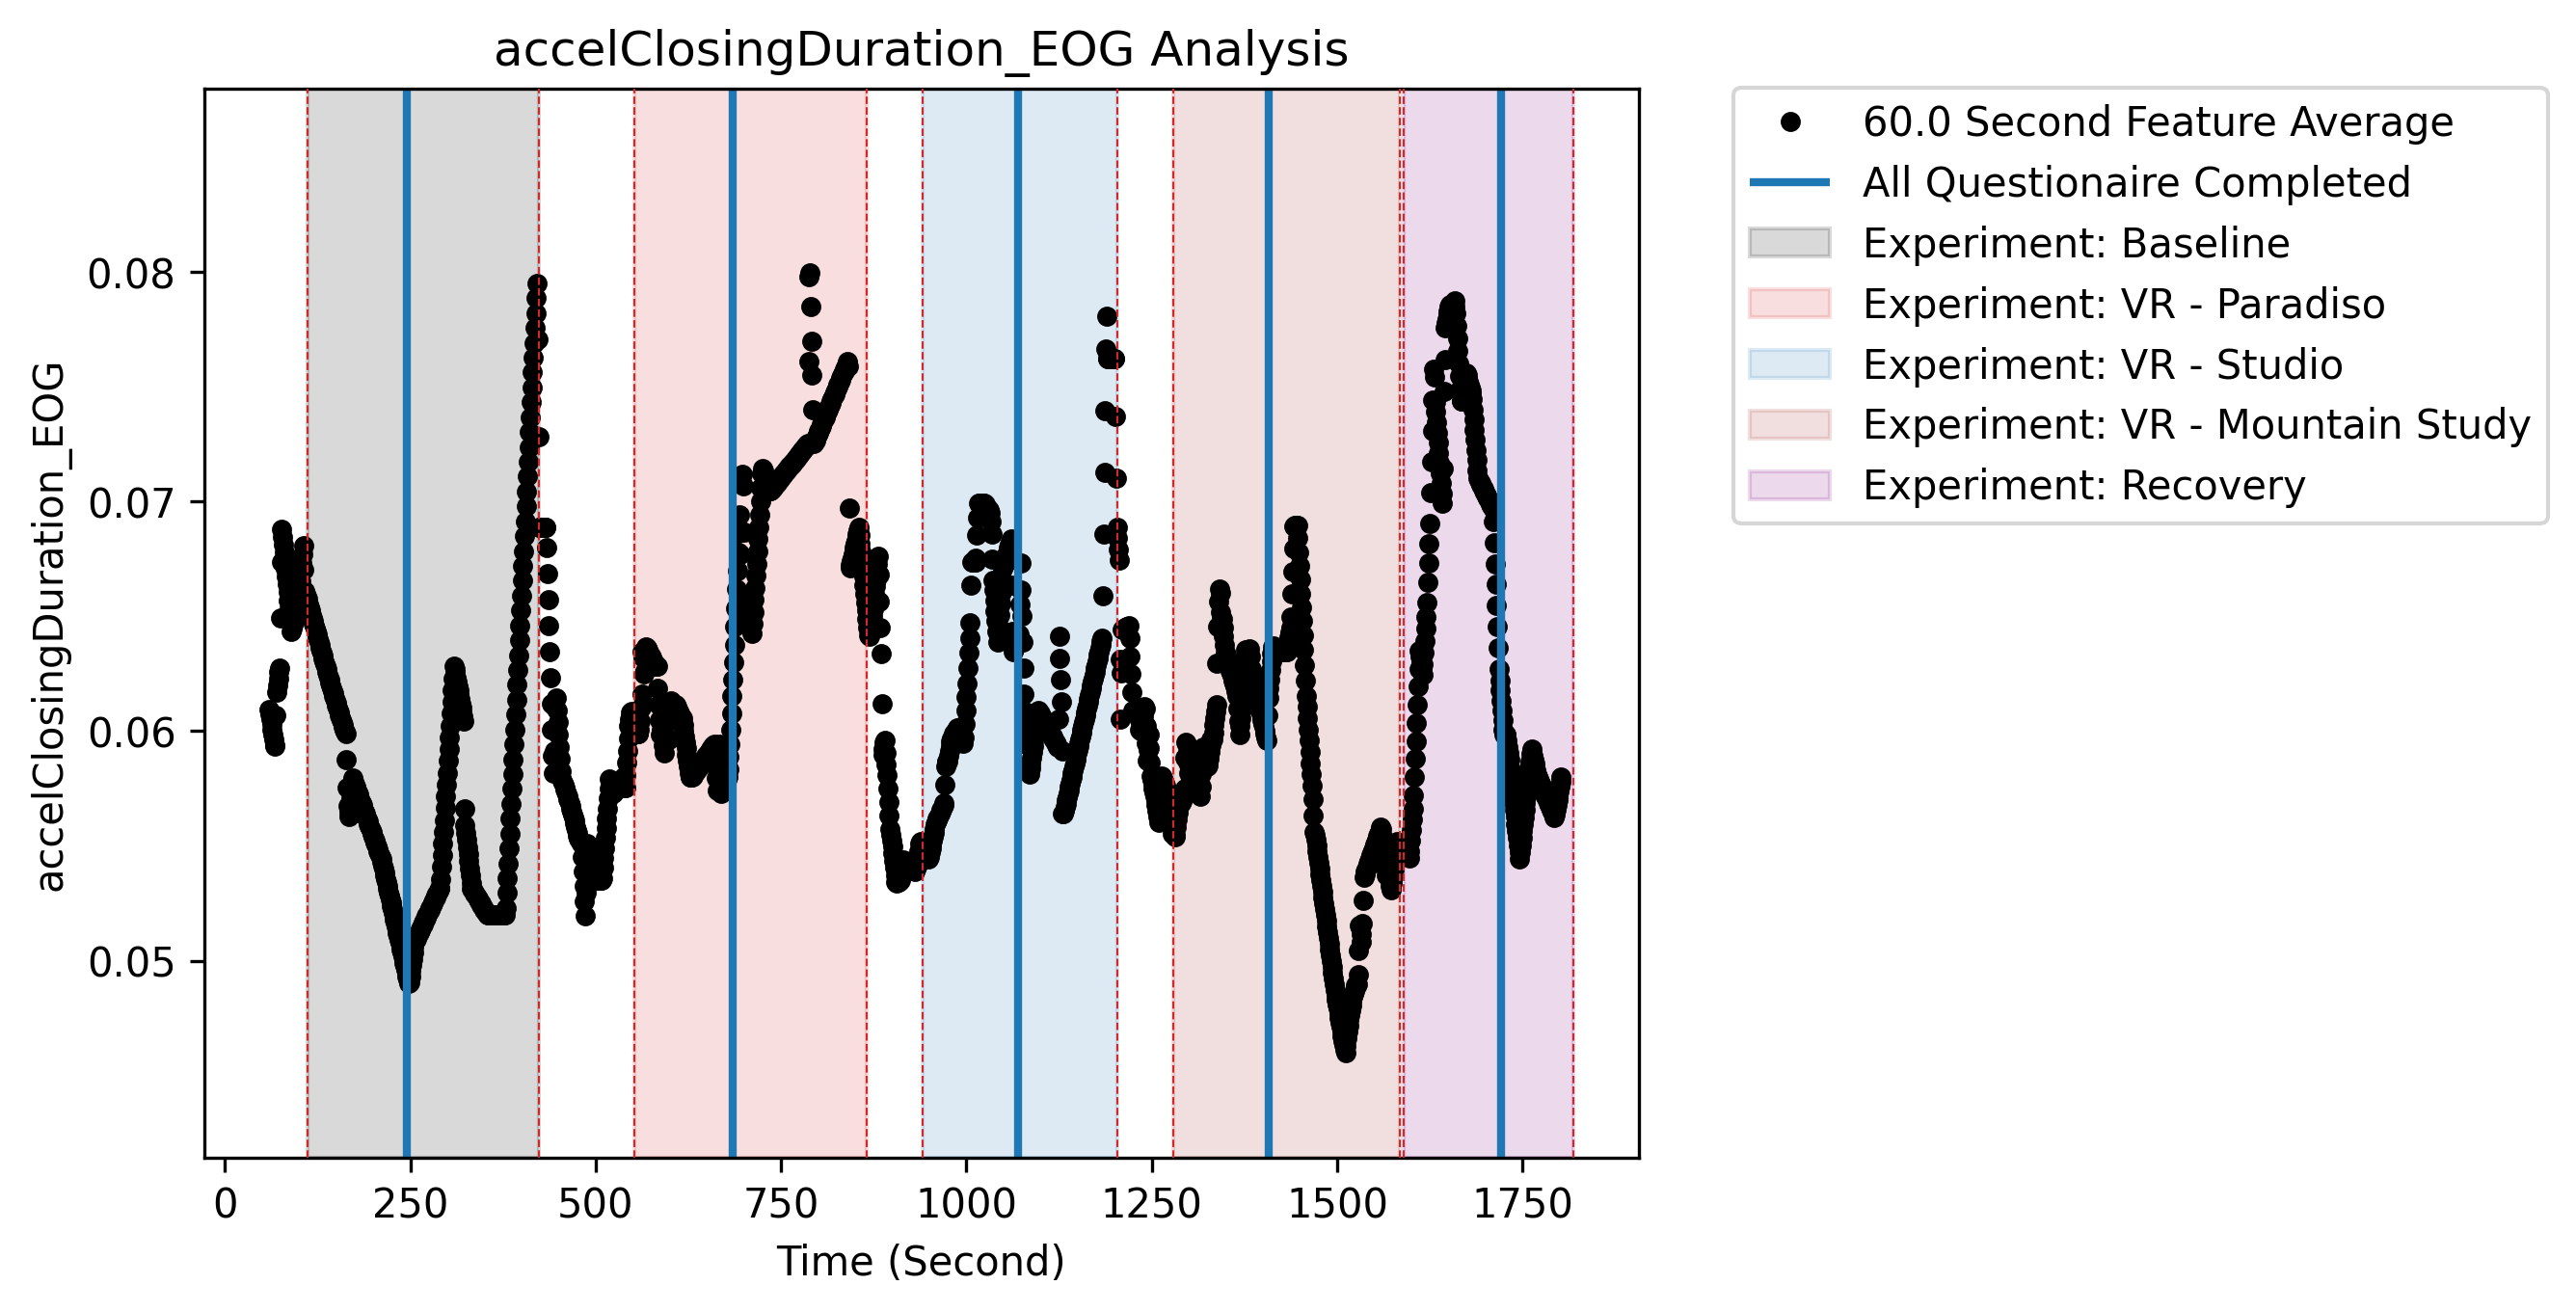 accelClosingDuration_EOG Analysis
accelClosingDuration_EOG
0.08
0.07
0.06
0.05
0
250
500
750
1000
1250
1500
1750
Time (Second)
60.0 Second Feature Average
All Questionaire Completed
Experiment: Baseline
Experiment: VR - Paradiso
Experiment: VR - Studio
Experiment: VR - Mountain Study
Experiment: Recovery